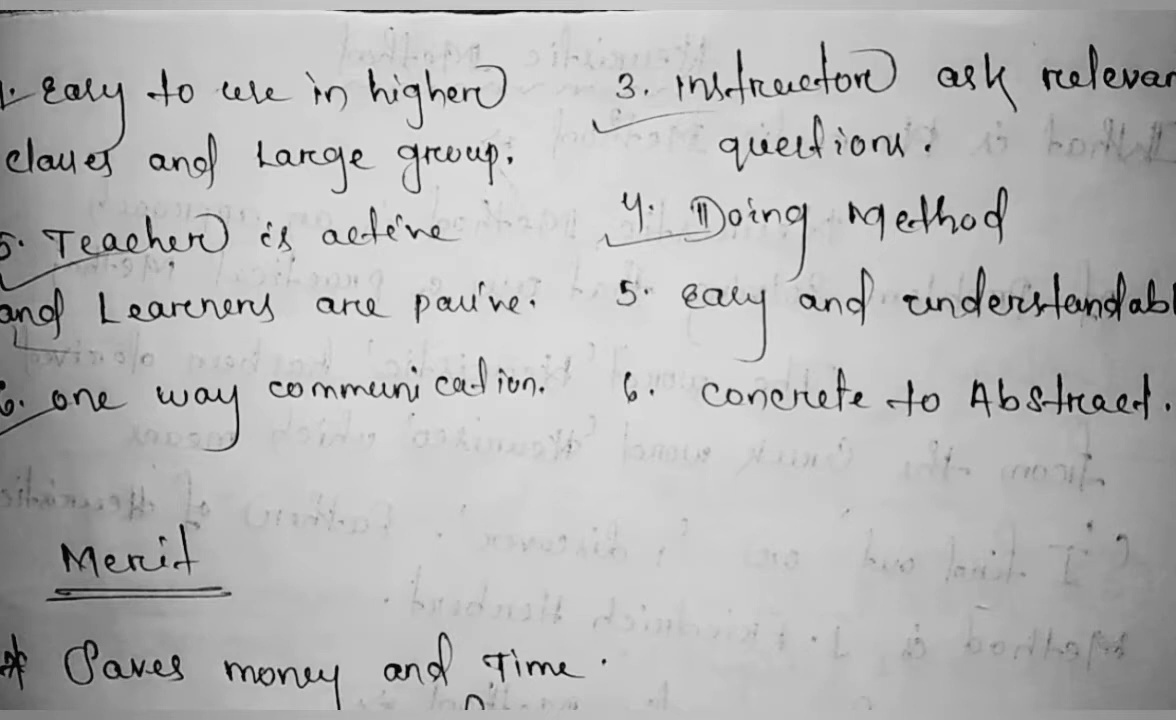 1. Easy to use in higher
classes and Large group.
5. Teacher is active
and Learners are passive.
6. one way communication.
3. instructor ask releva
questions.
4. Doing Method
5. easy and understandabl
6. concrete to Abstract.
Merit
* Saves money and Time.